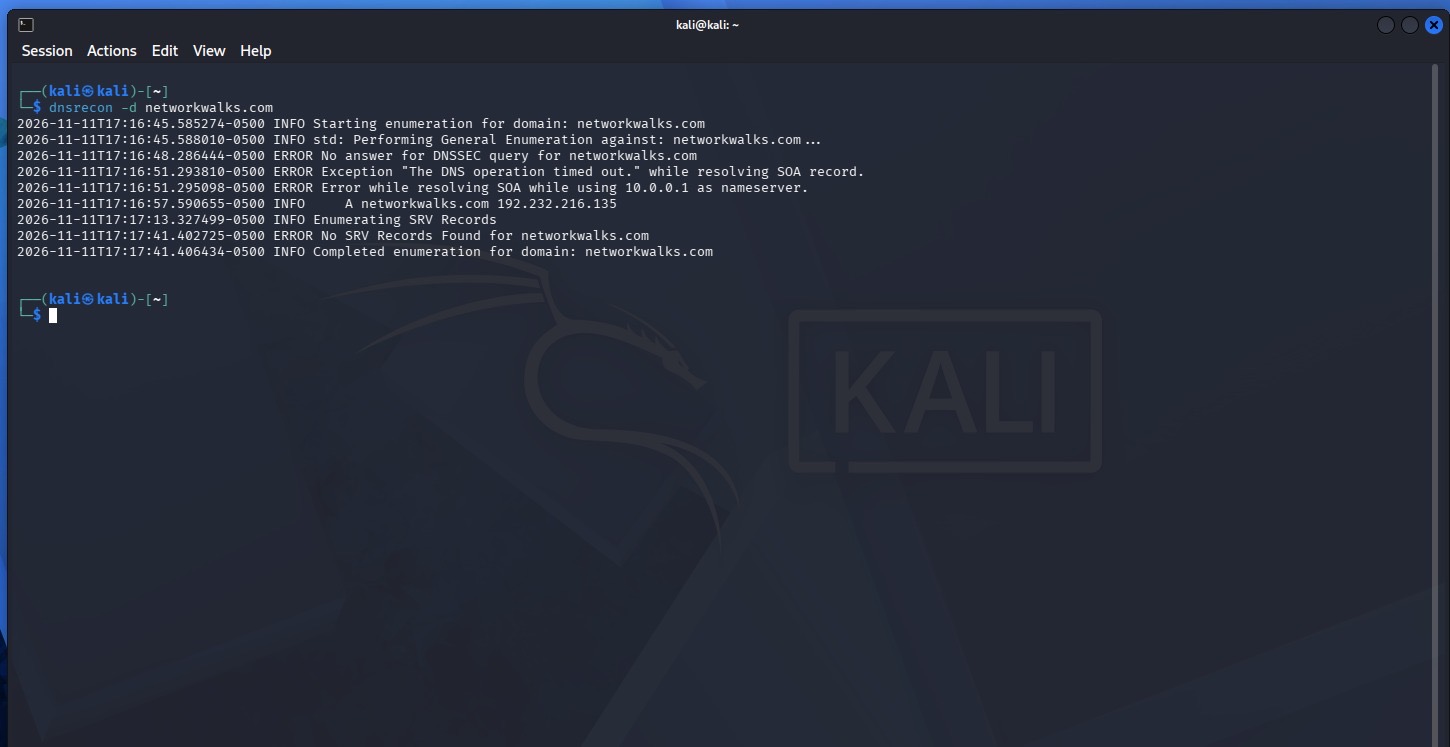 kali@kali: ~
Session Actions Edit View Help
┌──(kali㉿kali)-[~]
└─$ dnsrecon -d networkwalks.com
2026-11-11T17:16:45.585274-0500 INFO Starting enumeration for domain: networkwalks.com
2026-11-11T17:16:45.588010-0500 INFO std: Performing General Enumeration against: networkwalks.com...
2026-11-11T17:16:48.286444-0500 ERROR No answer for DNSSEC query for networkwalks.com
2026-11-11T17:16:51.293810-0500 ERROR Exception "The DNS operation timed out." while resolving SOA record.
2026-11-11T17:16:51.295098-0500 ERROR Error while resolving SOA while using 10.0.0.1 as nameserver.
2026-11-11T17:16:57.590655-0500 INFO     A networkwalks.com 192.232.216.135
2026-11-11T17:17:13.327499-0500 INFO Enumerating SRV Records
2026-11-11T17:17:41.402725-0500 ERROR No SRV Records Found for networkwalks.com
2026-11-11T17:17:41.406434-0500 INFO Completed enumeration for domain: networkwalks.com
┌──(kali㉿kali)-[~]
└─$
KALI